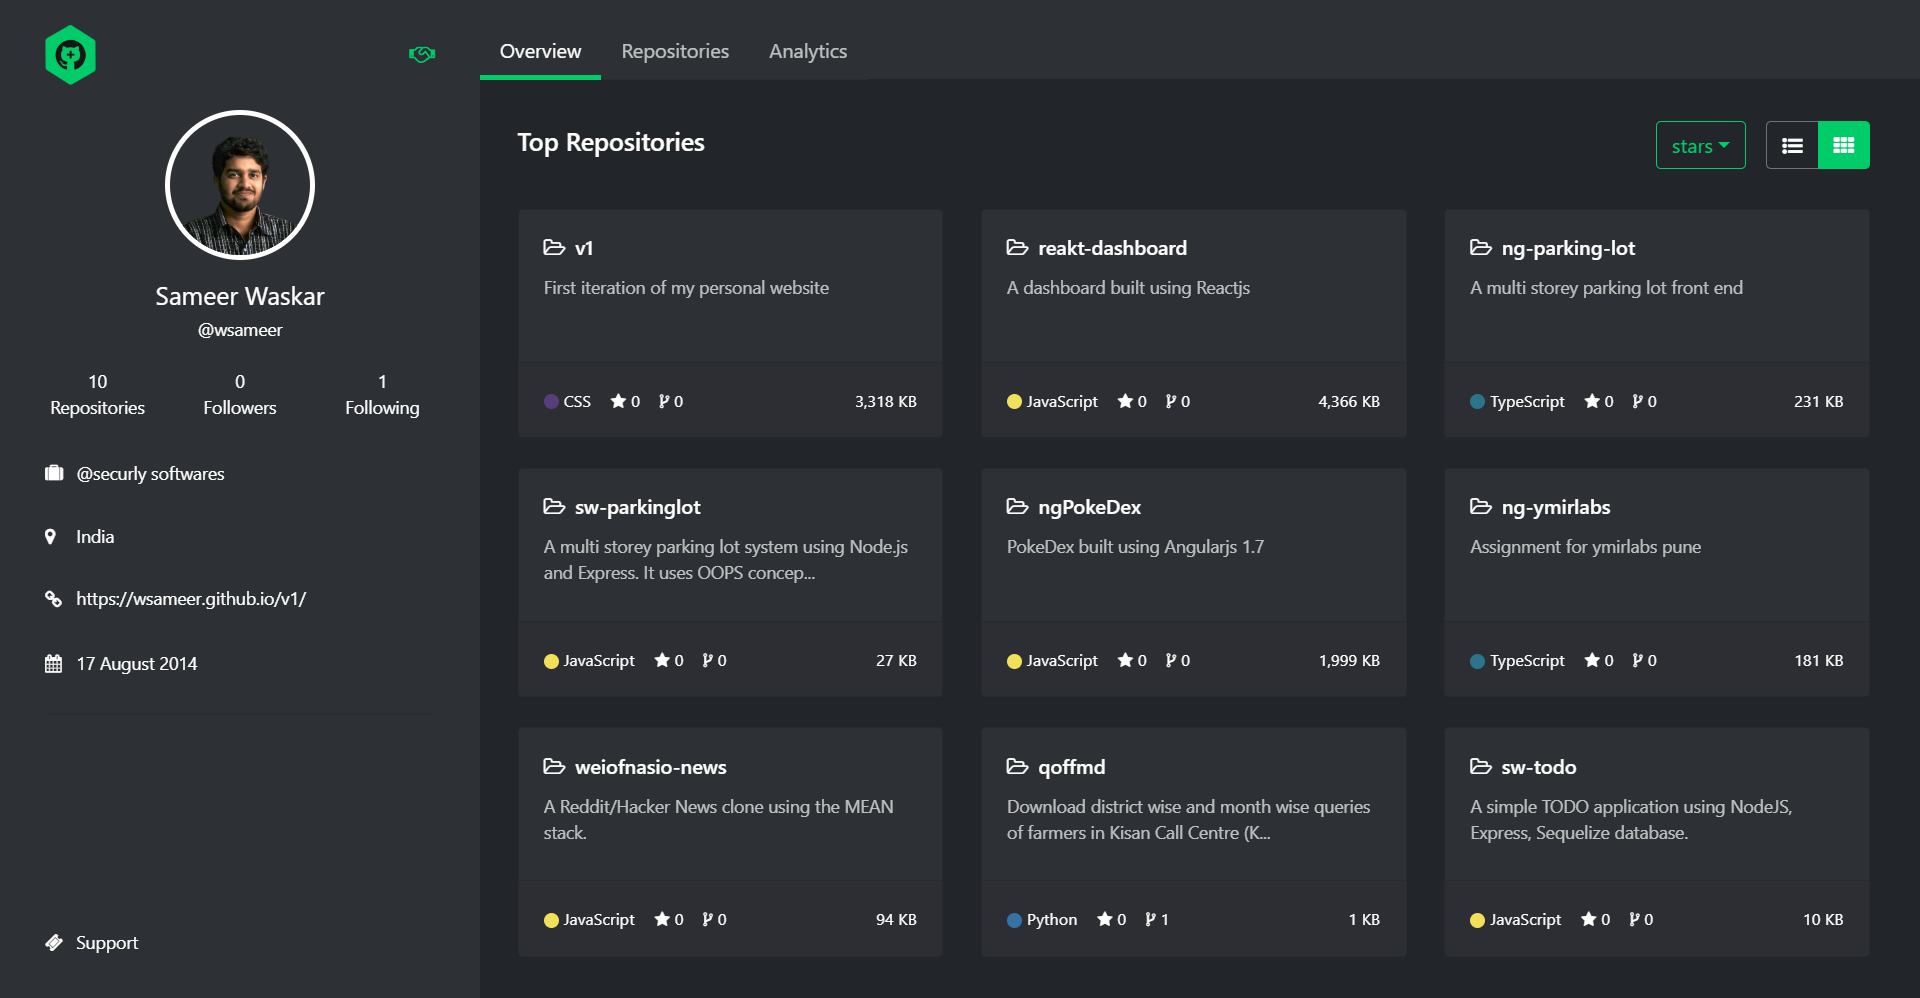 Overview Repositories Analytics
Sameer Waskar
@wsameer
10 0 1
Repositories Followers Following
@securly softwares
India
https://wsameer.github.io/v1/
17 August 2014
Support
Top Repositories
stars
v1
First iteration of my personal website
CSS 0 0 3,318 KB
reakt-dashboard
A dashboard built using Reactjs
JavaScript 0 0 4,366 KB
ng-parking-lot
A multi storey parking lot front end
TypeScript 0 0 231 KB
sw-parkinglot
A multi storey parking lot system using Node.js
and Express. It uses OOPS concep...
JavaScript 0 0 27 KB
ngPokeDex
PokeDex built using Angularjs 1.7
JavaScript 0 0 1,999 KB
ng-ymirlabs
Assignment for ymirlabs pune
TypeScript 0 0 181 KB
weiofnasio-news
A Reddit/Hacker News clone using the MEAN
stack.
JavaScript 0 0 94 KB
qoffmd
Download district wise and month wise queries
of farmers in Kisan Call Centre (K...
Python 0 1 1 KB
sw-todo
A simple TODO application using NodeJS,
Express, Sequelize database.
JavaScript 0 0 10 KB